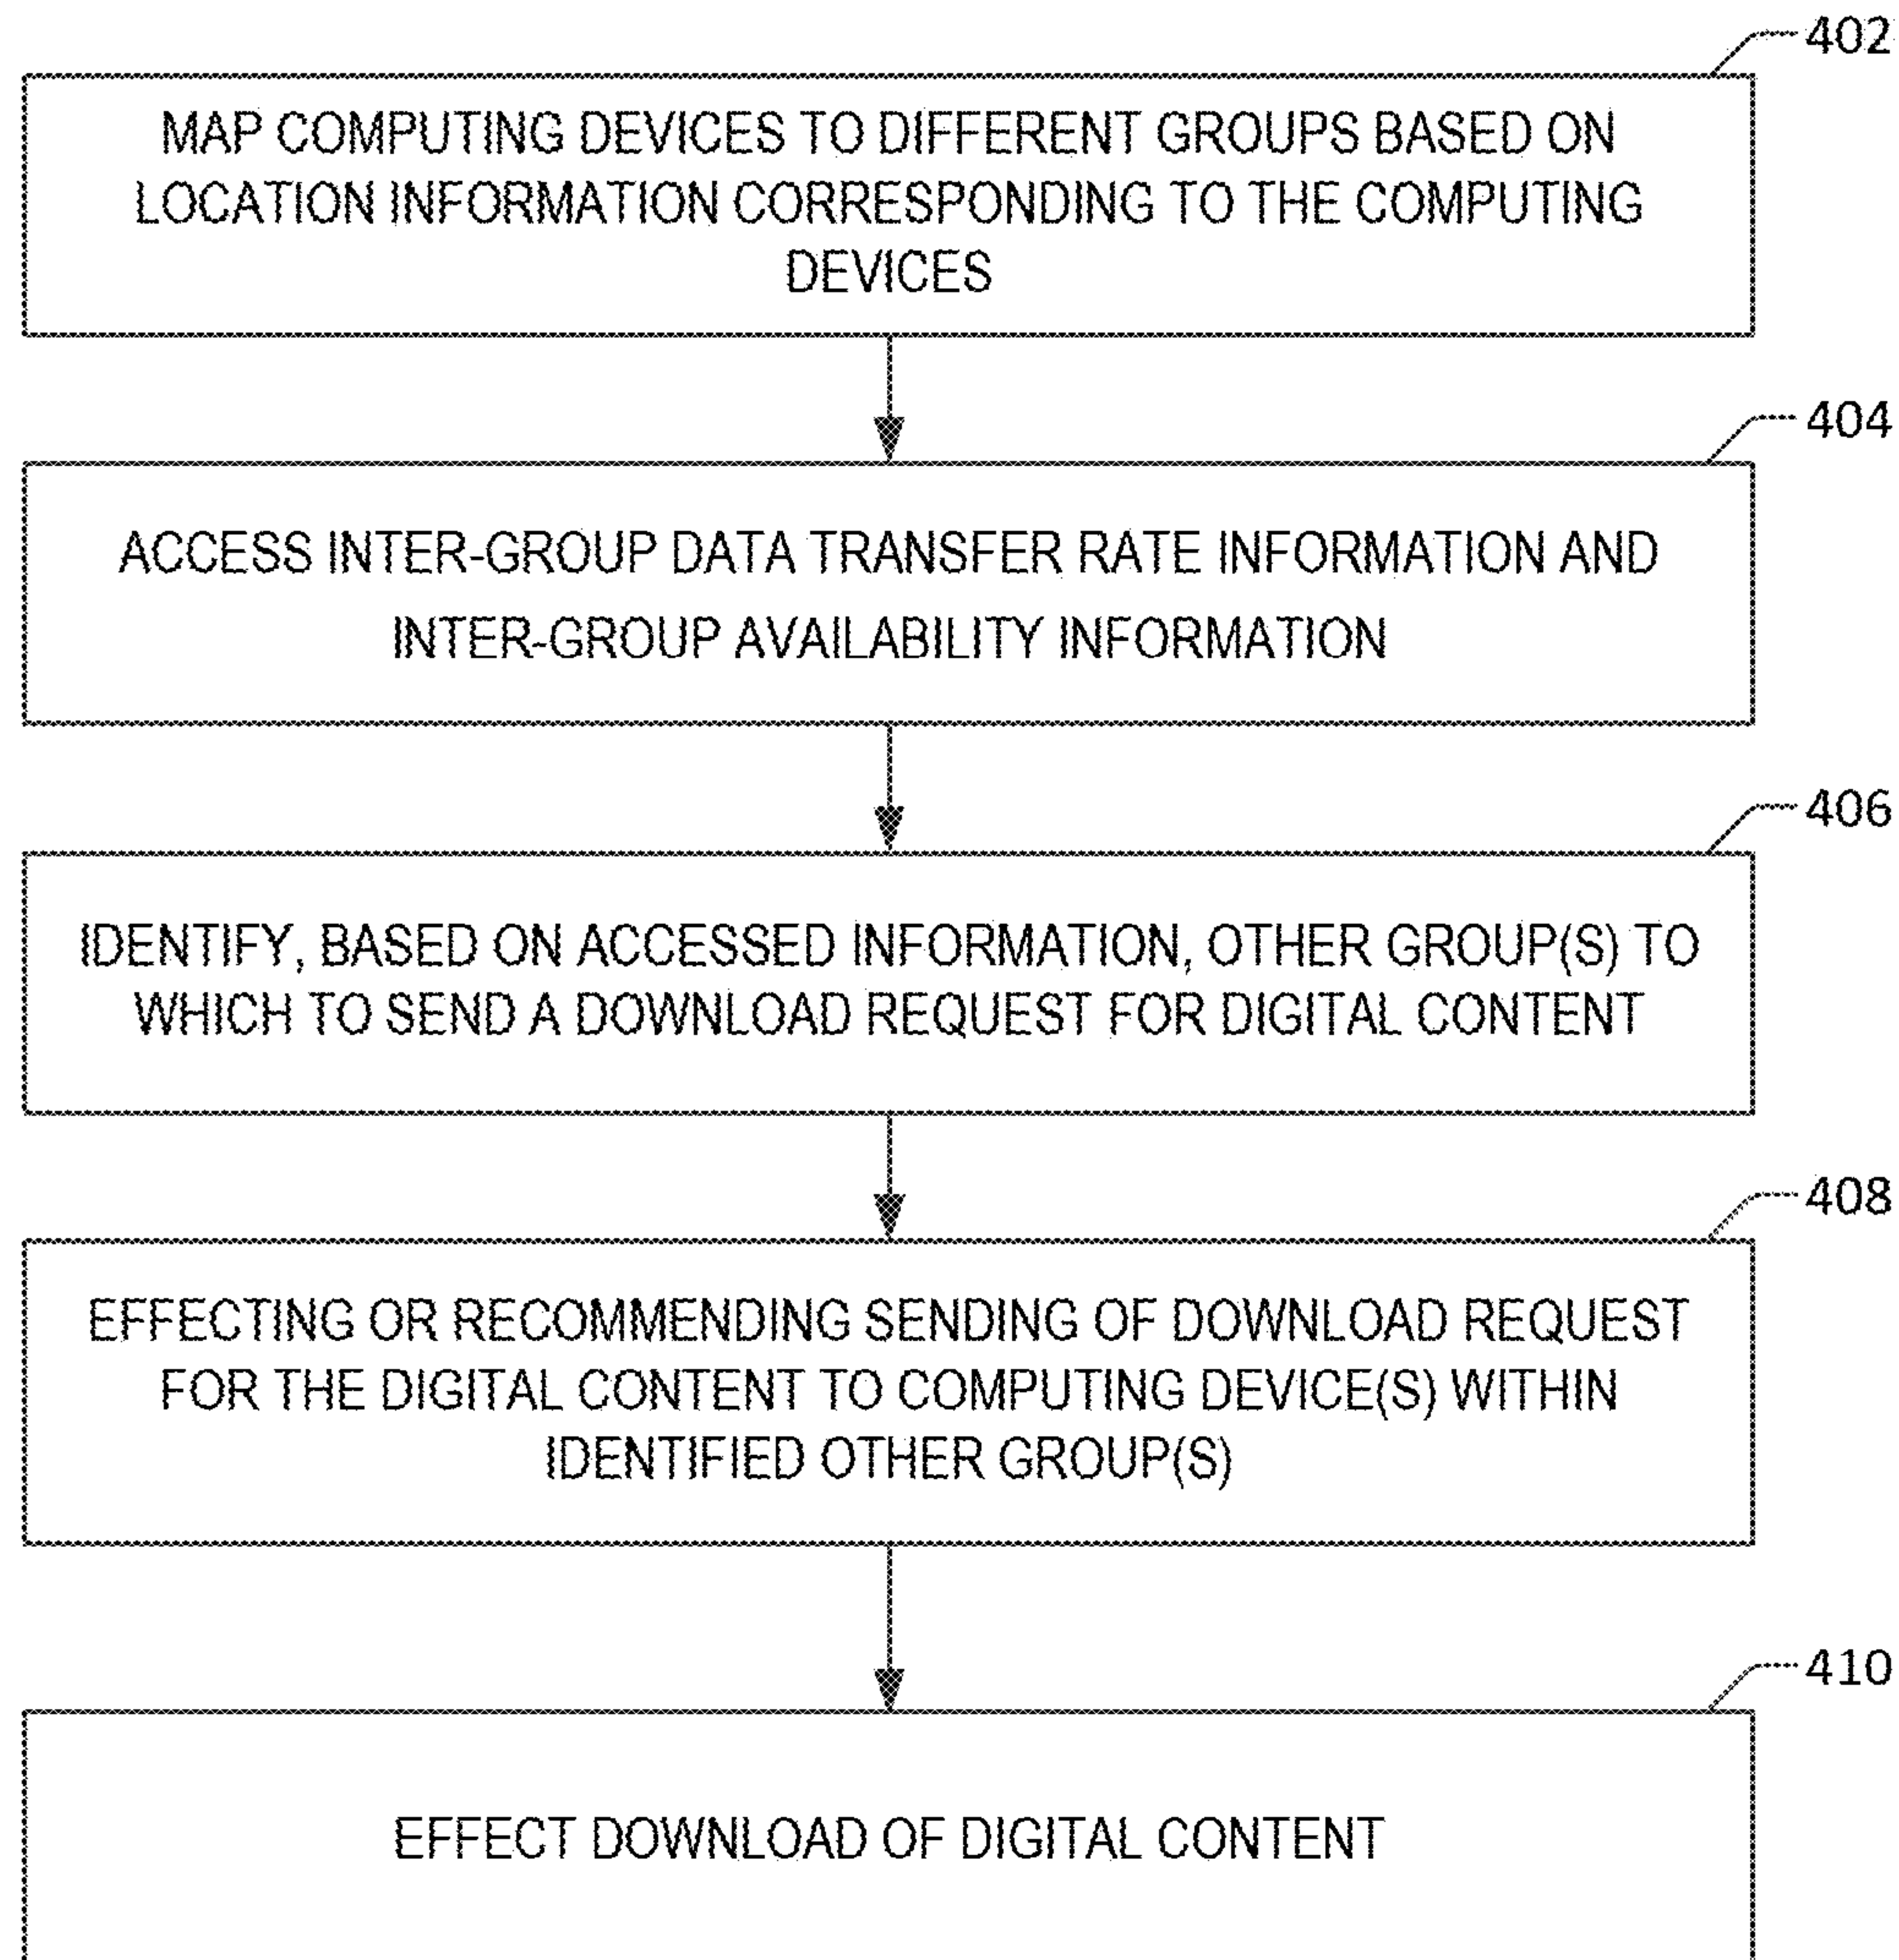 402
MAP COMPUTING DEVICES TO DIFFERENT GROUPS BASED ON
LOCATION INFORMATION CORRESPONDING TO THE COMPUTING
DEVICES
404
ACCESS INTER-GROUP DATA TRANSFER RATE INFORMATION AND
INTER-GROUP AVAILABILITY INFORMATION
406
IDENTIFY, BASED ON ACCESSED INFORMATION, OTHER GROUP(S) TO
WHICH TO SEND A DOWNLOAD REQUEST FOR DIGITAL CONTENT
408
EFFECTING OR RECOMMENDING SENDING OF DOWNLOAD REQUEST
FOR THE DIGITAL CONTENT TO COMPUTING DEVICE(S) WITHIN
IDENTIFIED OTHER GROUP(S)
410
EFFECT DOWNLOAD OF DIGITAL CONTENT